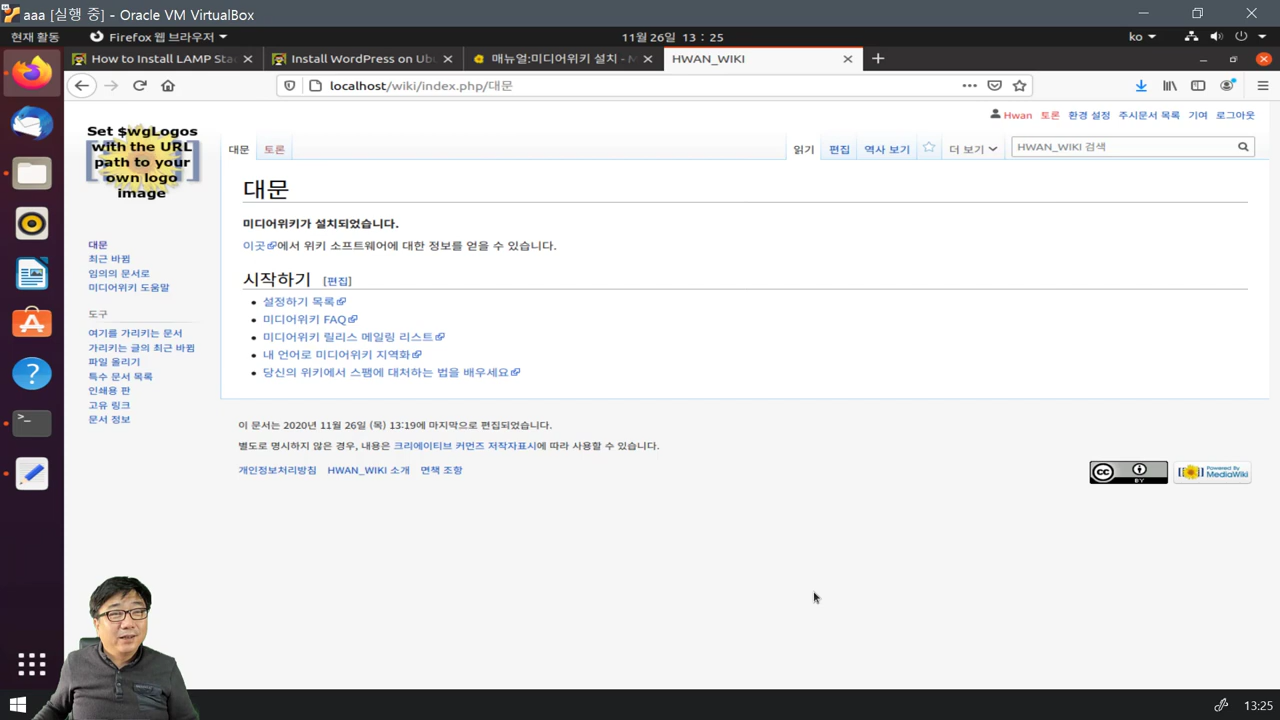 aaa [실행 중] - Oracle VM VirtualBox
현재 활동 Firefox 웹 브라우저 11월 26일 13 : 25 ko
How to Install LAMP Sta Install WordPress on Ub 매뉴얼:미디어위키 설치 - M HWAN_WIKI
localhost/wiki/index.php/대문
Hwan 토론 환경 설정 주시문서 목록 기여 로그아웃
Set $wgLogos
with the URL
path to your
own logo
image
대문 토론 읽기 편집 역사 보기 더 보기 HWAN_WIKI 검색
대문
미디어위키가 설치되었습니다.
이곳에서 위키 소프트웨어에 대한 정보를 얻을 수 있습니다.
시작하기 [편집]
설정하기 목록
미디어위키 FAQ
미디어위키 릴리스 메일링 리스트
내 언어로 미디어위키 지역화
당신의 위키에서 스팸에 대처하는 법을 배우세요
대문
최근 바뀜
임의의 문서로
미디어위키 도움말
도구
여기를 가리키는 문서
가리키는 글의 최근 바뀜
파일 올리기
특수 문서 목록
인쇄용 판
고유 링크
문서 정보
이 문서는 2020년 11월 26일 (목) 13:19에 마지막으로 편집되었습니다.
별도로 명시하지 않은 경우, 내용은 크리에이티브 커먼즈 저작자표시에 따라 사용할 수 있습니다.
개인정보처리방침 HWAN_WIKI 소개 면책 조항
cc BY Powered By MediaWiki
13:25